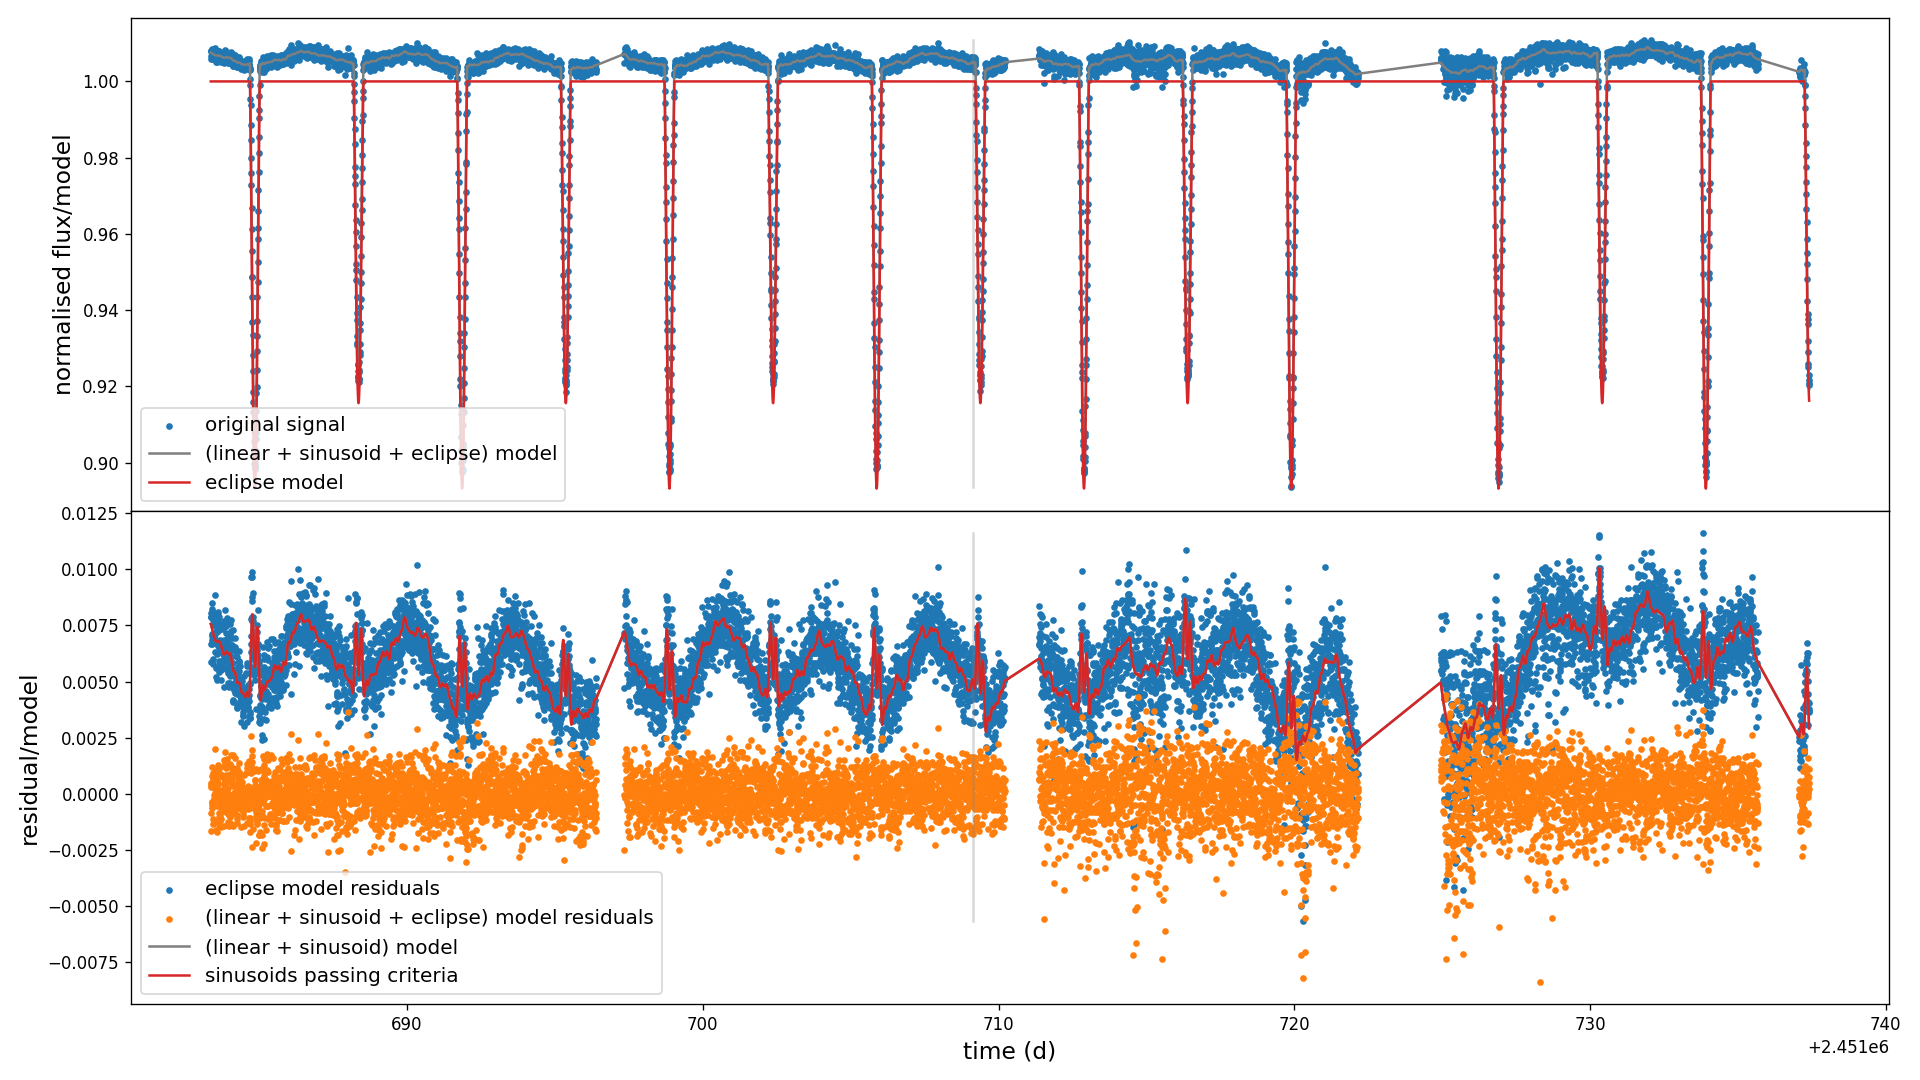 normalised flux/model
1.00
0.98
0.96
0.94
0.92
0.90
original signal
(linear + sinusoid + eclipse) model
eclipse model
residual/model
0.0125
0.0100
0.0075
0.0050
0.0025
0.0000
−0.0025
−0.0050
−0.0075
eclipse model residuals
(linear + sinusoid + eclipse) model residuals
(linear + sinusoid) model
sinusoids passing criteria
690 700 710 720 730 740
time (d)
+2.451e6